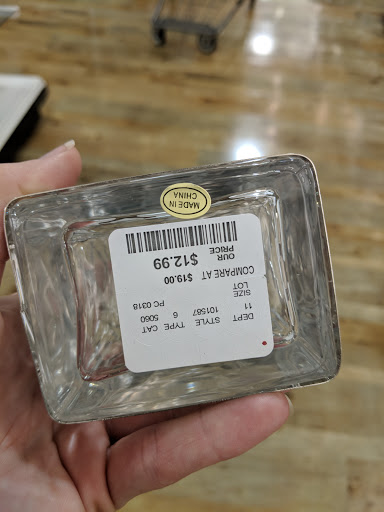 DEPT STYLE TYPE CAT
11 101587 6 5060
SIZE
LOT PC 0318
COMPARE AT $19.00
OUR PRICE $12.99
MADE IN
CHINA